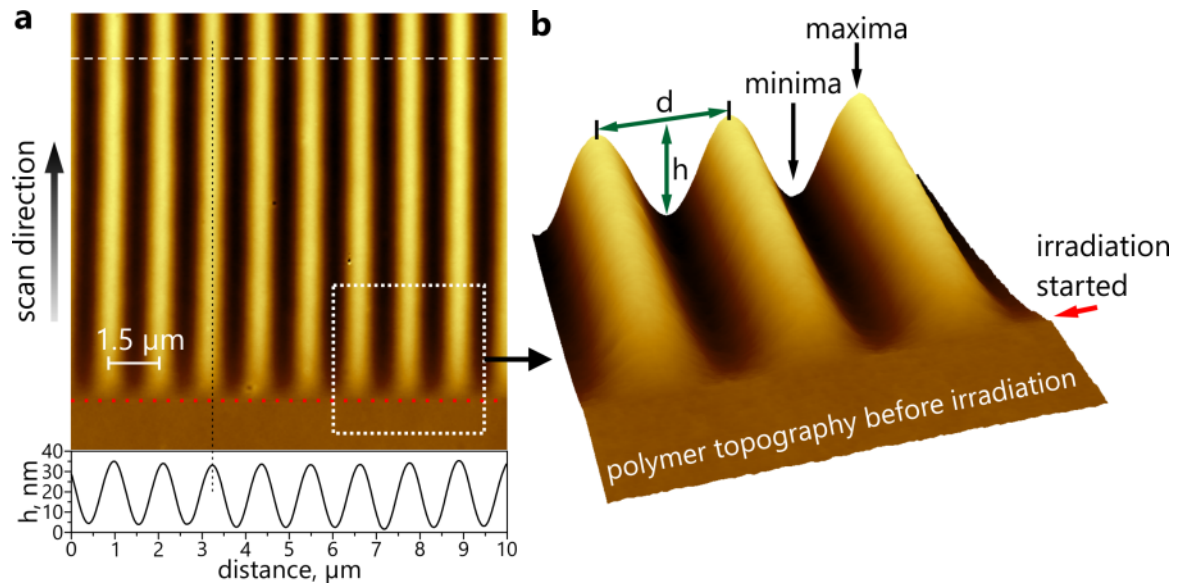 a
scan direction
1.5 µm
h, nm
40
30
20
10
0
0 1 2 3 4 5 6 7 8 9 10
distance, µm
b
maxima
minima
d
h
irradiation
started
polymer topography before irradiation